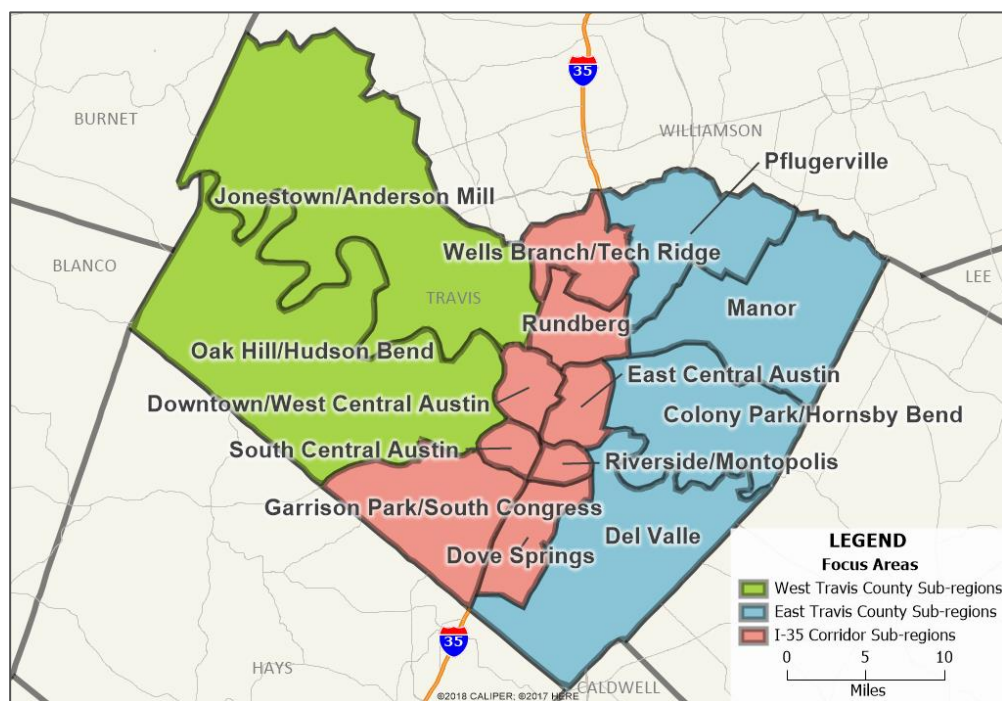 35
BURNET
WILLIAMSON
Pflugerville
Jonestown/Anderson Mill
Wells Branch/Tech Ridge
BLANCO
LEE
TRAVIS
Manor
Rundberg
Oak Hill/Hudson Bend
East Central Austin
Downtown/West Central Austin
Colony Park/Hornsby Bend
South Central Austin
Riverside/Montopolis
Garrison Park/South Congress
Del Valle
Dove Springs
LEGEND
Focus Areas
West Travis County Sub-regions
East Travis County Sub-regions
I-35 Corridor Sub-regions
35
HAYS
0 5 10
Miles
CALDWELL
©2018 CALIPER; ©2017 HERE